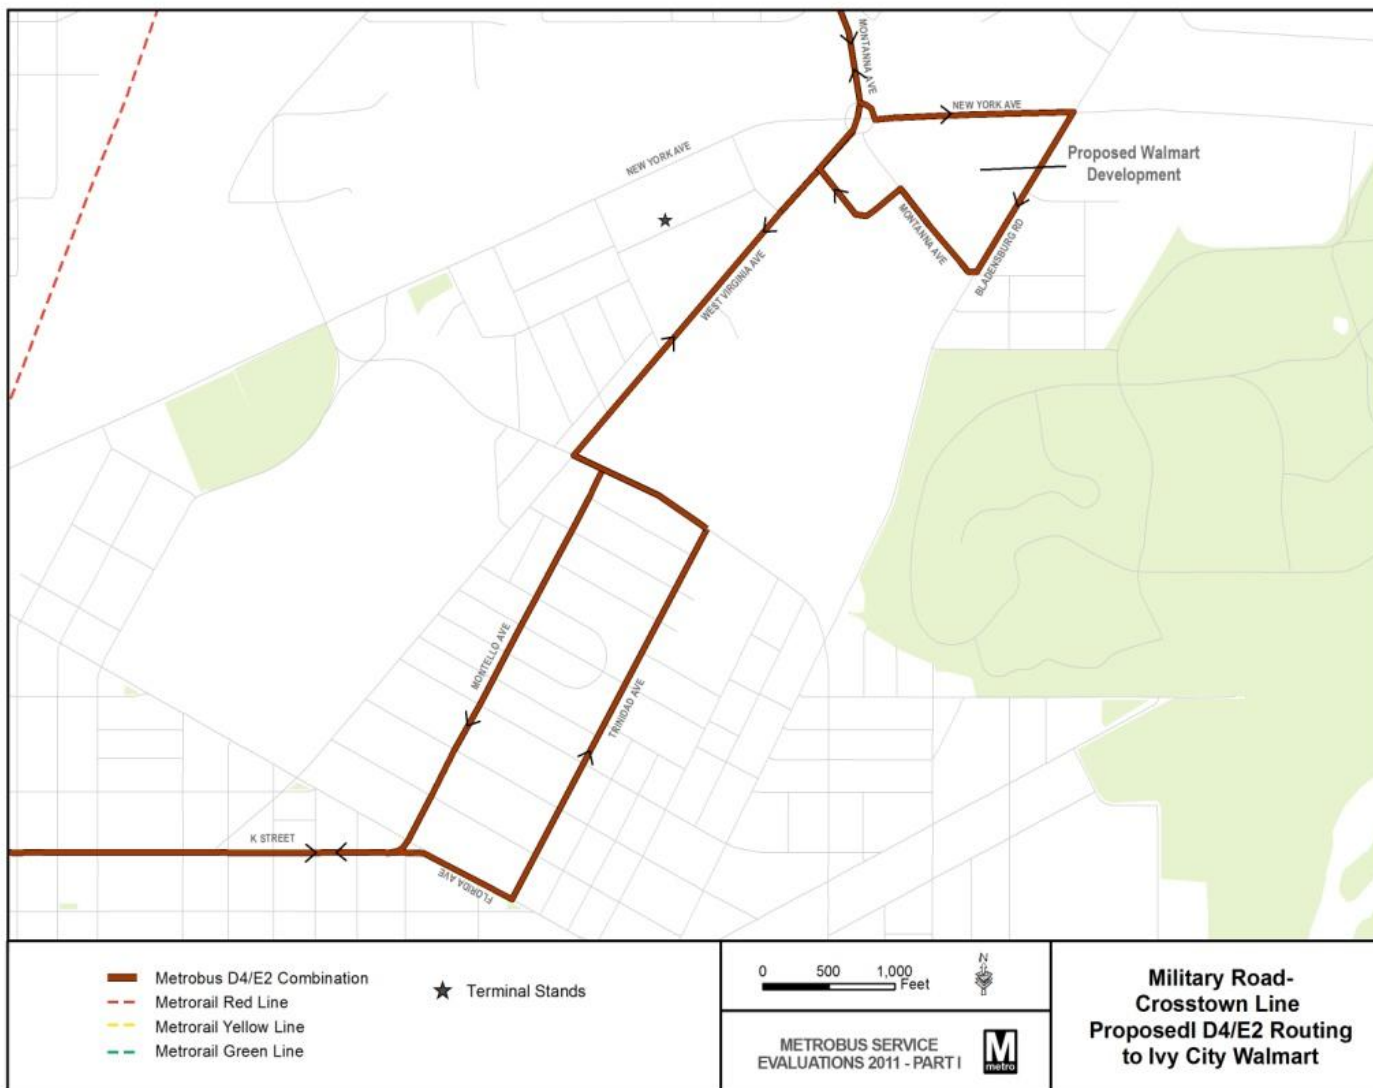 MONTANNA AVE
NEW YORK AVE
NEW YORK AVE
Proposed Walmart
Development
MONTANNA AVE
BLADENSBURG RD
WEST VIRGINIA AVE
MONTELLO AVE
TRINIDAD AVE
K STREET
FLORIDA AVE
Metrobus D4/E2 Combination
Metrorail Red Line
Metrorail Yellow Line
Metrorail Green Line
Terminal Stands
0 500 1,000
Feet
N
METROBUS SERVICE
EVALUATIONS 2011 - PART I
M
metro
Military Road-
Crosstown Line
Proposedl D4/E2 Routing
to Ivy City Walmart